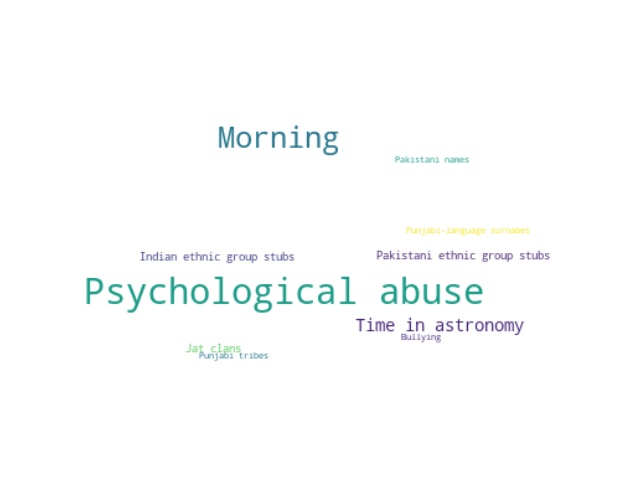 Morning
Pakistani names
Punjabi-language surnames
Indian ethnic group stubs
Pakistani ethnic group stubs
Psychological abuse
Time in astronomy
Bullying
Jat clans
Punjabi tribes